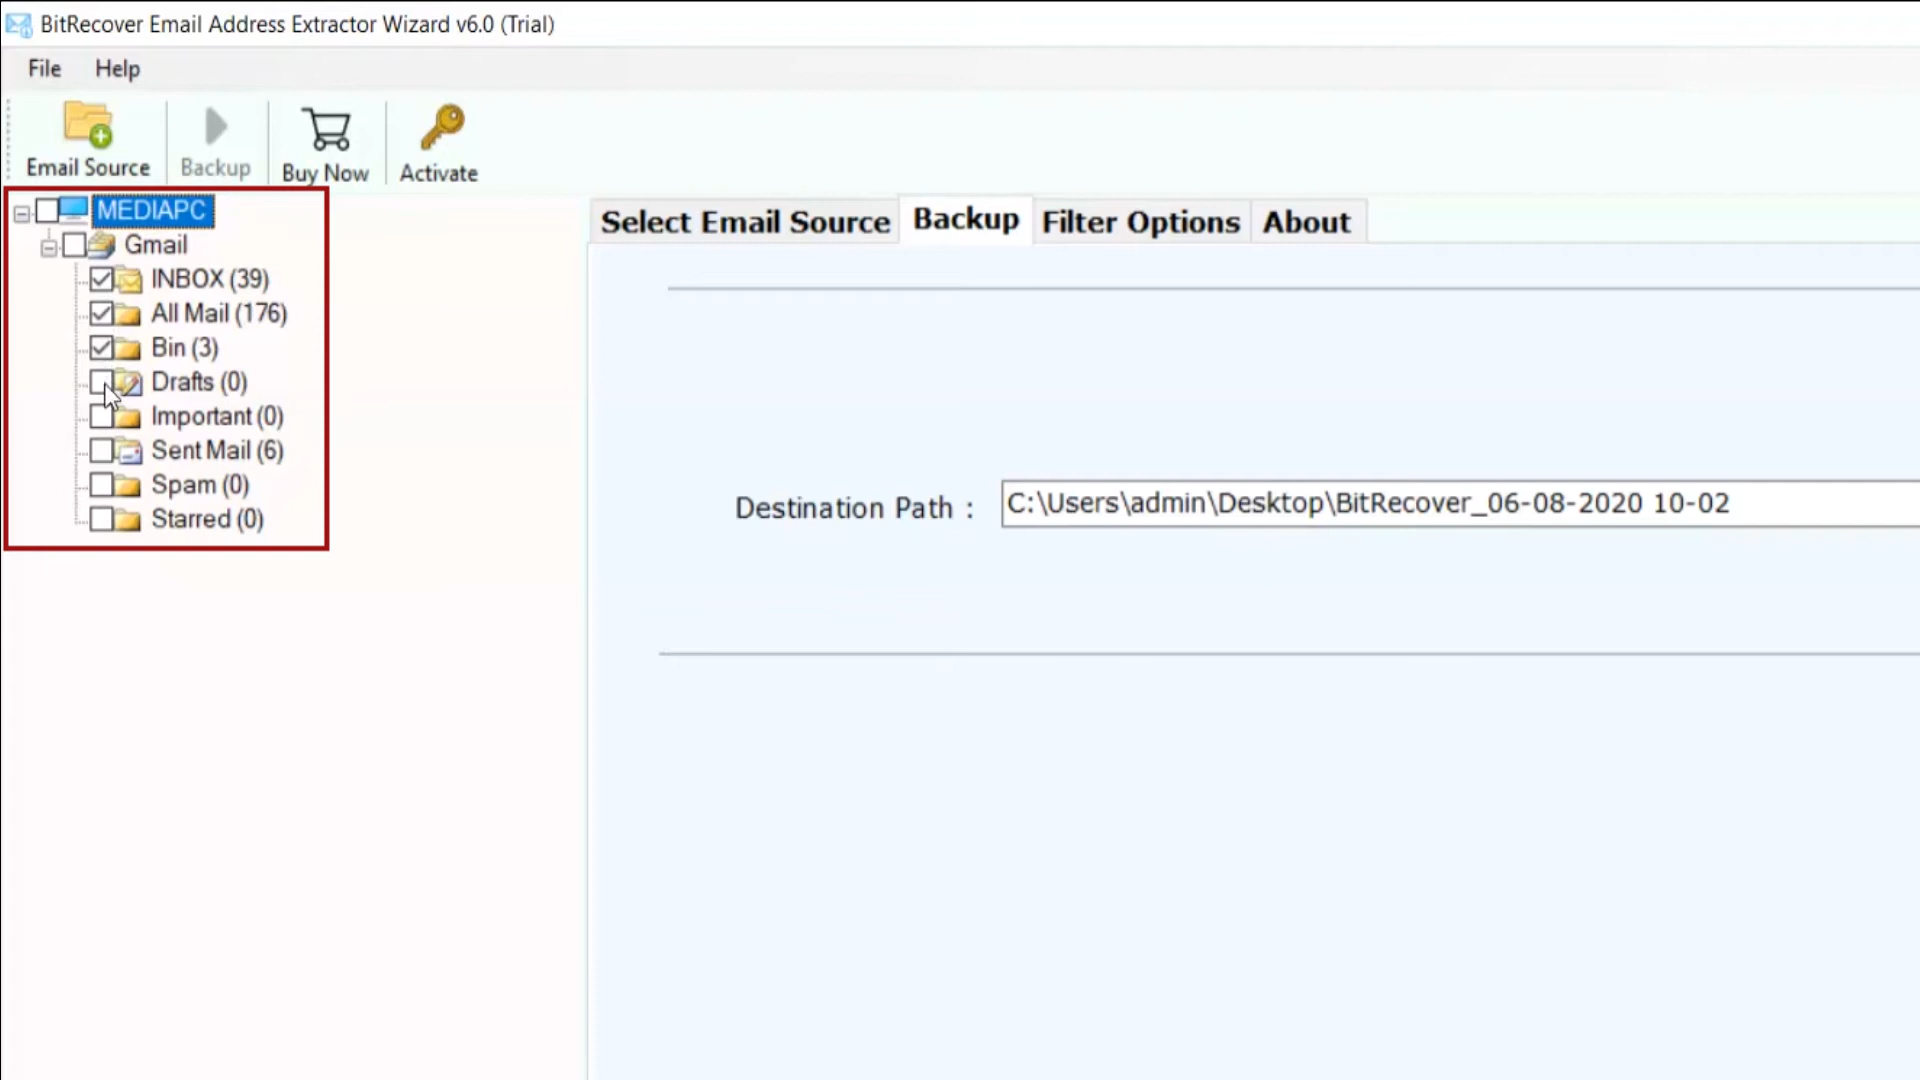 BitRecover Email Address Extractor Wizard v6.0 (Trial)
File Help
Email Source Backup Buy Now Activate
MEDIAPC
Gmail
INBOX (39)
All Mail (176)
Bin (3)
Drafts (0)
Important (0)
Sent Mail (6)
Spam (0)
Starred (0)
Select Email Source Backup Filter Options About
Destination Path : C:\Users\admin\Desktop\BitRecover_06-08-2020 10-02